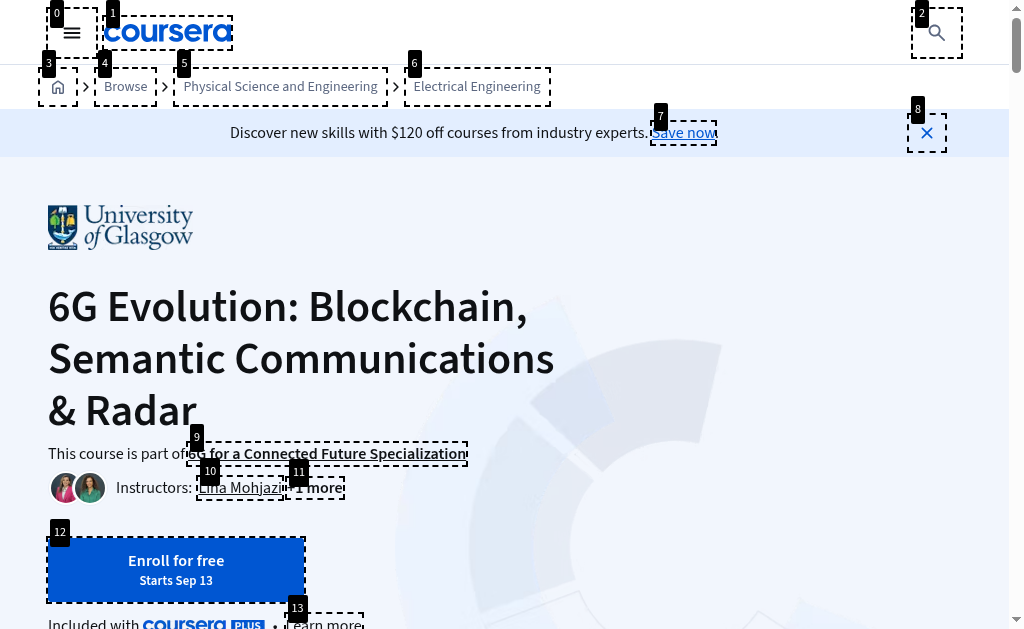 0
1
coursera
2
3
4
Browse
5
Physical Science and Engineering
6
Electrical Engineering
Discover new skills with $120 off courses from industry experts.
7
Save now
8
University
of Glasgow
6G Evolution: Blockchain,
Semantic Communications
& Radar
This course is part of
9
6G for a Connected Future Specialization
Instructors:
10
Lina Mohjazi
11
+1 more
12
Enroll for free
Starts Sep 13
Included with coursera PLUS •
13
Learn more